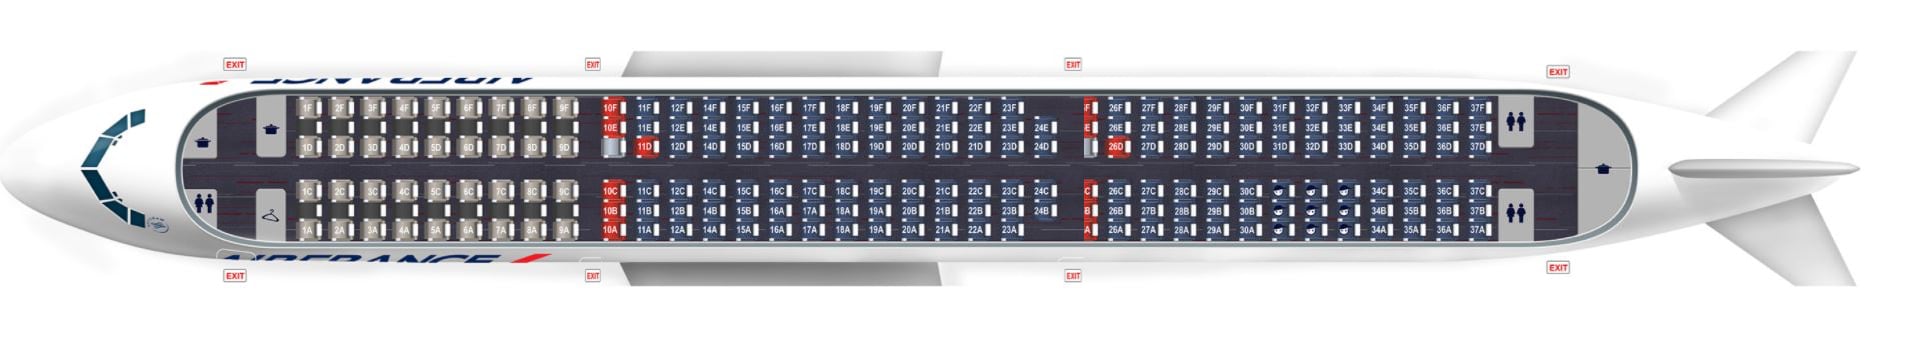 EXIT EXIT EXIT EXIT
AIRFRANCE
1F 2F 3F 4F 5F 6F 7F 8F 9F 10F 11F 12F 14F 15F 16F 17F 18F 19F 20F 21F 22F 23F F 26F 27F 28F 29F 30F 31F 32F 33F 34F 35F 36F 37F
10E 11E 12E 14E 15E 16E 17E 18E 19E 20E 21E 22E 23E 24E E 26E 27E 28E 29E 30E 31E 32E 33E 34E 35E 36E 37E
1D 2D 3D 4D 5D 6D 7D 8D 9D 11D 12D 14D 15D 16D 17D 18D 19D 20D 21D 22D 23D 24D 26D 27D 28D 29D 30D 31D 32D 33D 34D 35D 36D 37D
1C 2C 3C 4C 5C 6C 7C 8C 9C 10C 11C 12C 14C 15C 16C 17C 18C 19C 20C 21C 22C 23C 24C C 26C 27C 28C 29C 30C 34C 35C 36C 37C
10B 11B 12B 14B 15B 16A 17A 18A 19A 20B 21B 22B 23B 24B B 26B 27B 28B 29B 30B 34B 35B 36B 37B
1A 2A 3A 4A 5A 6A 7A 8A 9A 10A 11A 12A 14A 15A 16A 17A 18A 19A 20A 21A 22A 23A A 26A 27A 28A 29A 30A 34A 35A 36A 37A
AIRFRANCE
EXIT EXIT EXIT EXIT